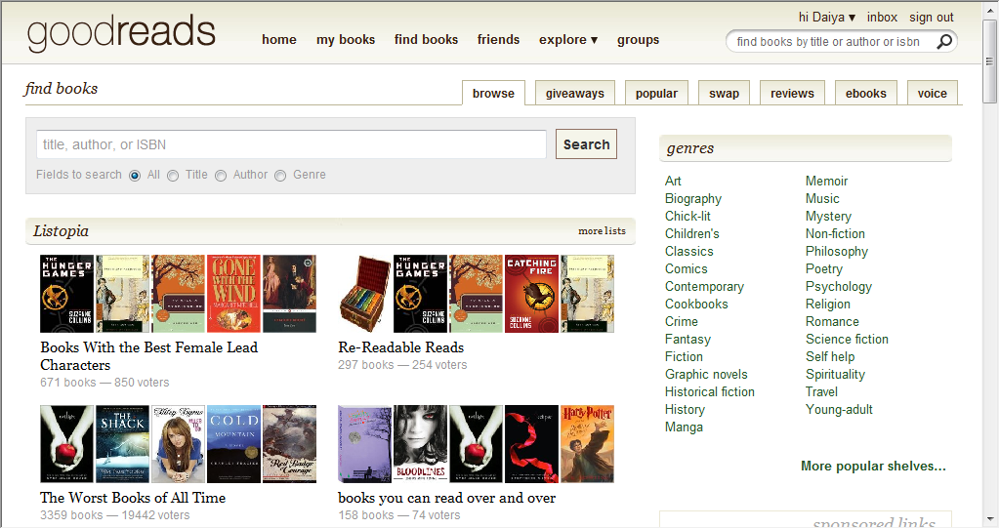 goodreads
hi Daiya ▾ inbox sign out
home my books find books friends explore ▾ groups
find books by title or author or isbn
find books
browse giveaways popular swap reviews ebooks voice
title, author, or ISBN
Search
Fields to search All Title Author Genre
Listopia
more lists
THE HUNGER GAMES
SUZANNE COLLINS
GONE WITH THE WIND
MARGARET MITCHELL
Books With the Best Female Lead
Characters
671 books — 850 voters
THE HUNGER GAMES
SUZANNE COLLINS
CATCHING FIRE
SUZANNE COLLINS
Re-Readable Reads
297 books — 254 voters
twilight
THE SHACK
Miley Cyrus
COLD MOUNTAIN
CHARLES FRAZIER
The Red Badge of Courage
The Worst Books of All Time
3359 books — 19442 voters
BLOODLINES
twilight
eclipse
Harry Potter
books you can read over and over
158 books — 74 voters
genres
Art
Biography
Chick-lit
Children's
Classics
Comics
Contemporary
Cookbooks
Crime
Fantasy
Fiction
Graphic novels
Historical fiction
History
Manga
Memoir
Music
Mystery
Non-fiction
Philosophy
Poetry
Psychology
Religion
Romance
Science fiction
Self help
Spirituality
Travel
Young-adult
More popular shelves...
sponsored links